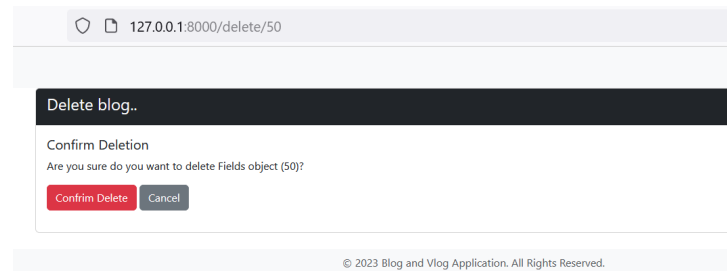 127.0.0.1:8000/delete/50
Delete blog..
Confirm Deletion
Are you sure do you want to delete Fields object (50)?
Confrim Delete Cancel
© 2023 Blog and Vlog Application. All Rights Reserved.